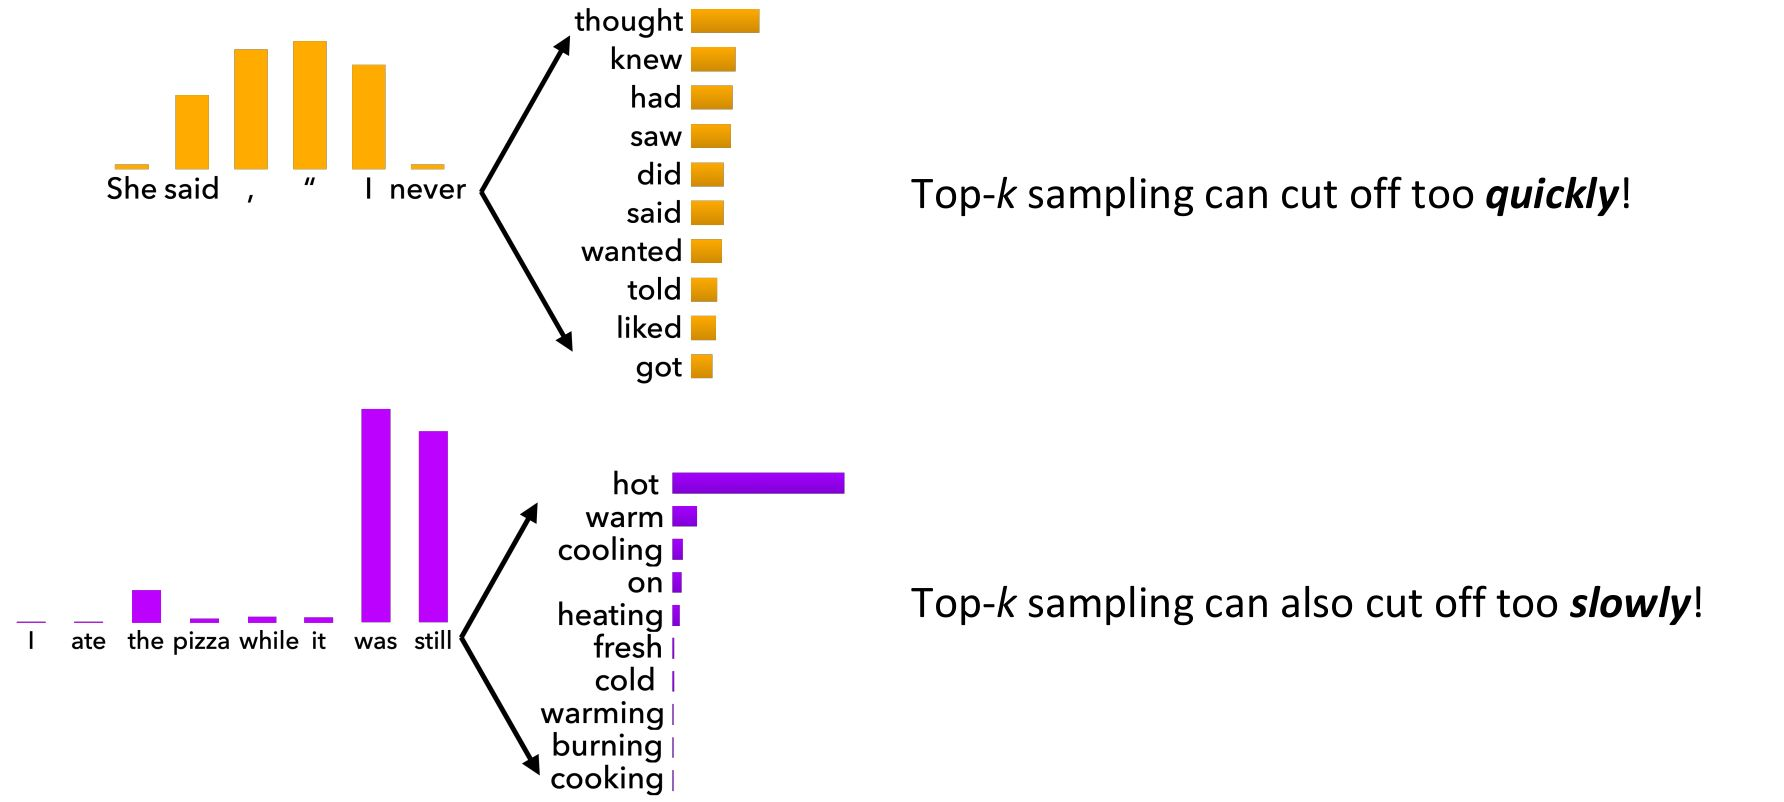 thought
knew
had
saw
did
said
wanted
told
liked
got
She said , “ I never
Top-k sampling can cut off too quickly!
hot
warm
cooling
on
heating
fresh
cold
warming
burning
cooking
I ate the pizza while it was still
Top-k sampling can also cut off too slowly!